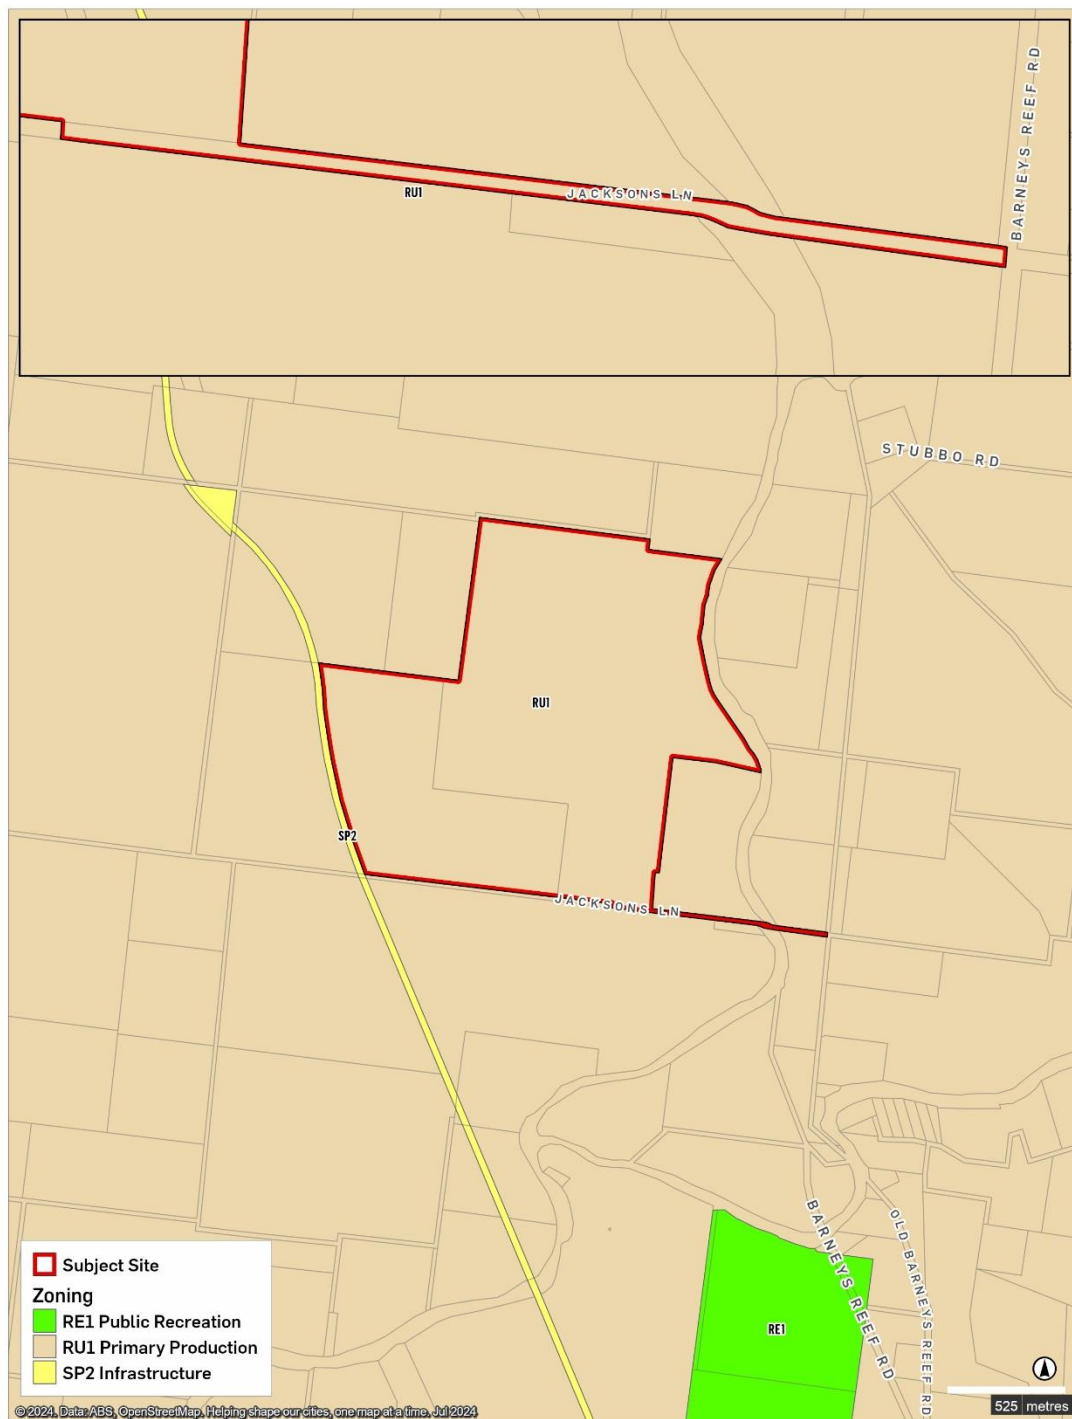 BARNEYS REEF RD
JACKSONS LN
RU1
STUBBO RD
RU1
SP2
JACKSONS LN
BARNEYS REEF RD
OLD BARNEYS REEF RD
RE1
Subject Site
Zoning
RE1 Public Recreation
RU1 Primary Production
SP2 Infrastructure
525 metres
© 2024. Data: ABS, OpenStreetMap. Helping shape our cities, one map at a time. Jul 2024